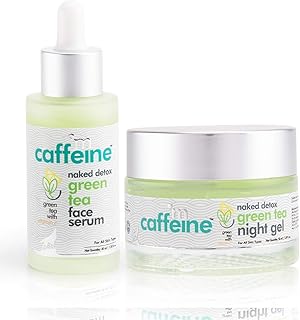 caffeine
naked detox
green
tea
face
serum
green
tea with
For All Skin Types
caffeine
naked detox
green tea
night gel
green
For All Skin Types